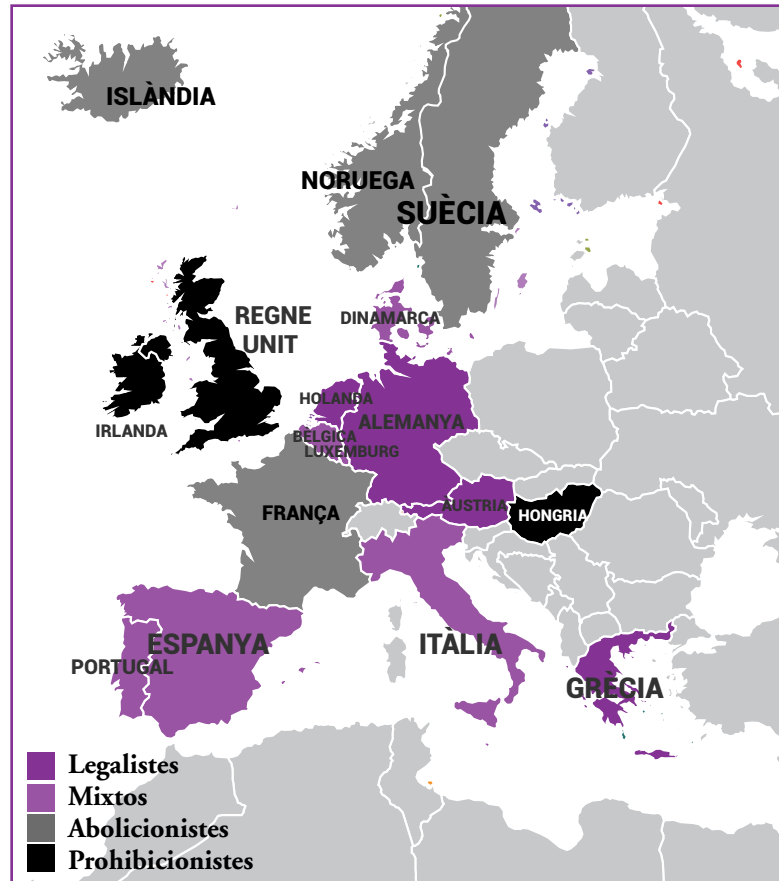 ISLÀNDIA
NORUEGA
SUÈCIA
REGNE
UNIT
DINAMARCA
IRLANDA
HOLANDA
ALEMANYA
BÈLGICA
LUXEMBURG
ÀUSTRIA
FRANÇA
HONGRIA
ESPANYA
PORTUGAL
ITÀLIA
GRÈCIA
Legalistes
Mixtos
Abolicionistes
Prohibicionistes